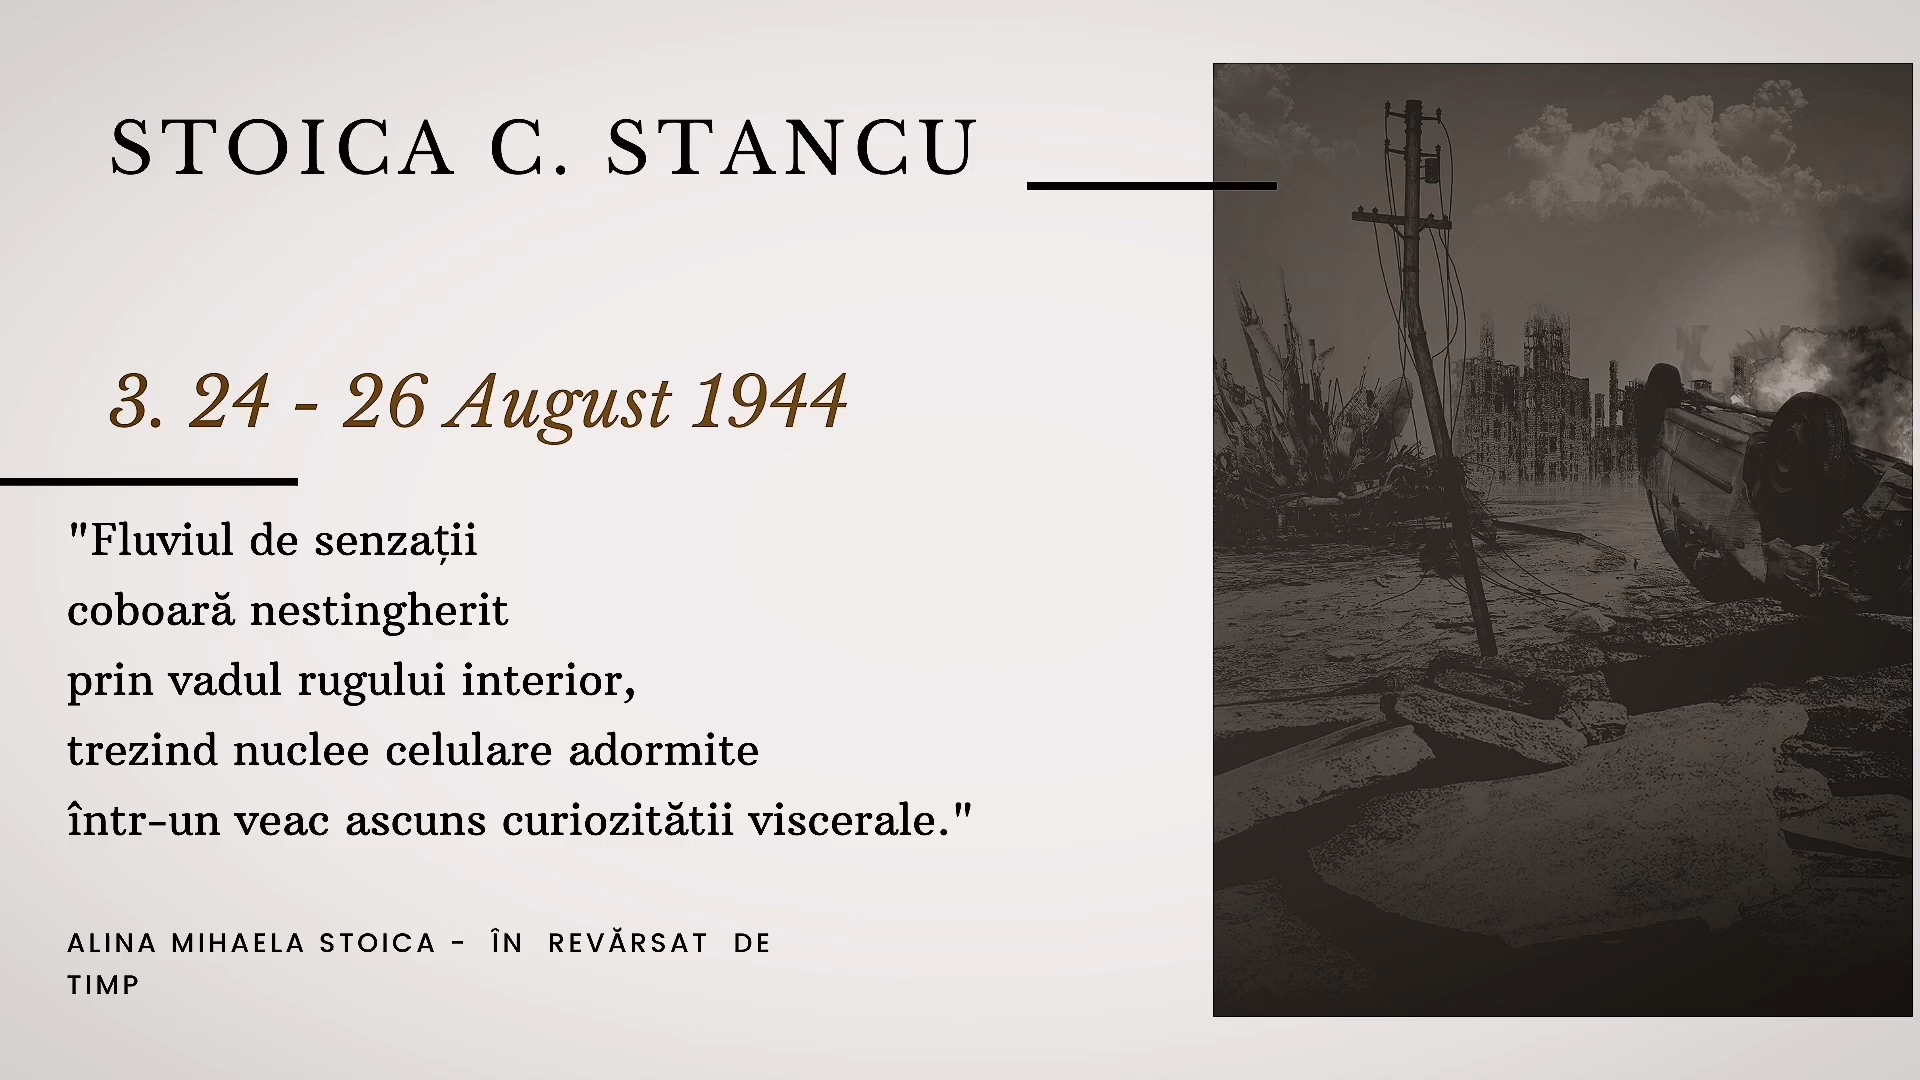 STOICA C. STANCU
3. 24 - 26 August 1944
"Fluviul de senzații
coboară nestingherit
prin vadul rugului interior,
trezind nuclee celulare adormite
într-un veac ascuns curiozitătii viscerale."
ALINA MIHAELA STOICA - ÎN REVĂRSAT DE
TIMP